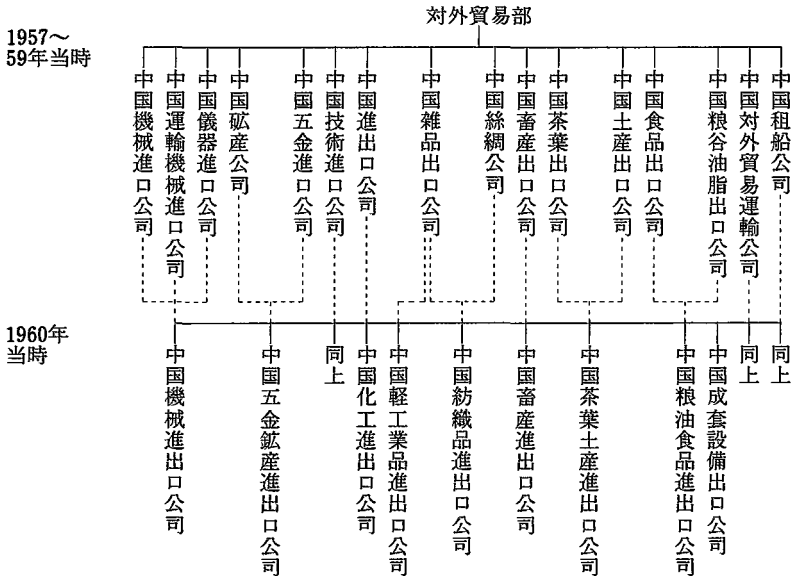 対外貿易部
1957〜
59年当時
中国機械進口公司
中国運輸機械進口公司
中国儀器進口公司
中国砿産公司
中国五金進口公司
中国技術進口公司
中国進出口公司
中国雑品出口公司
中国絲綢公司
中国畜産出口公司
中国茶葉出口公司
中国土産出口公司
中国食品出口公司
中国粮谷油脂出口公司
中国対外貿易運輸公司
中国租船公司
1960年
当時
中国機械進出口公司
中国五金鉱産進出口公司
同上
中国化工進出口公司
中国軽工業品進出口公司
中国紡織品進出口公司
中国畜産進出口公司
中国茶葉土産進出口公司
中国粮油食品進出口公司
中国成套設備出口公司
同上
同上